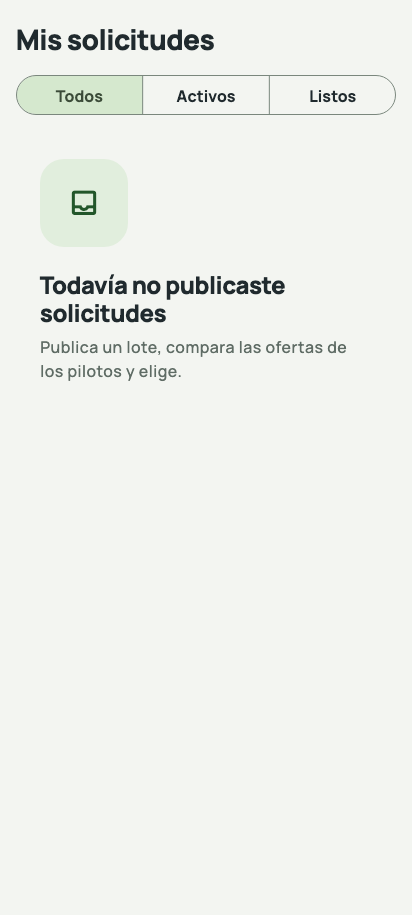 Mis solicitudes
Todos
Activos
Listos
Todavía no publicaste
solicitudes
Publica un lote, compara las ofertas de
los pilotos y elige.